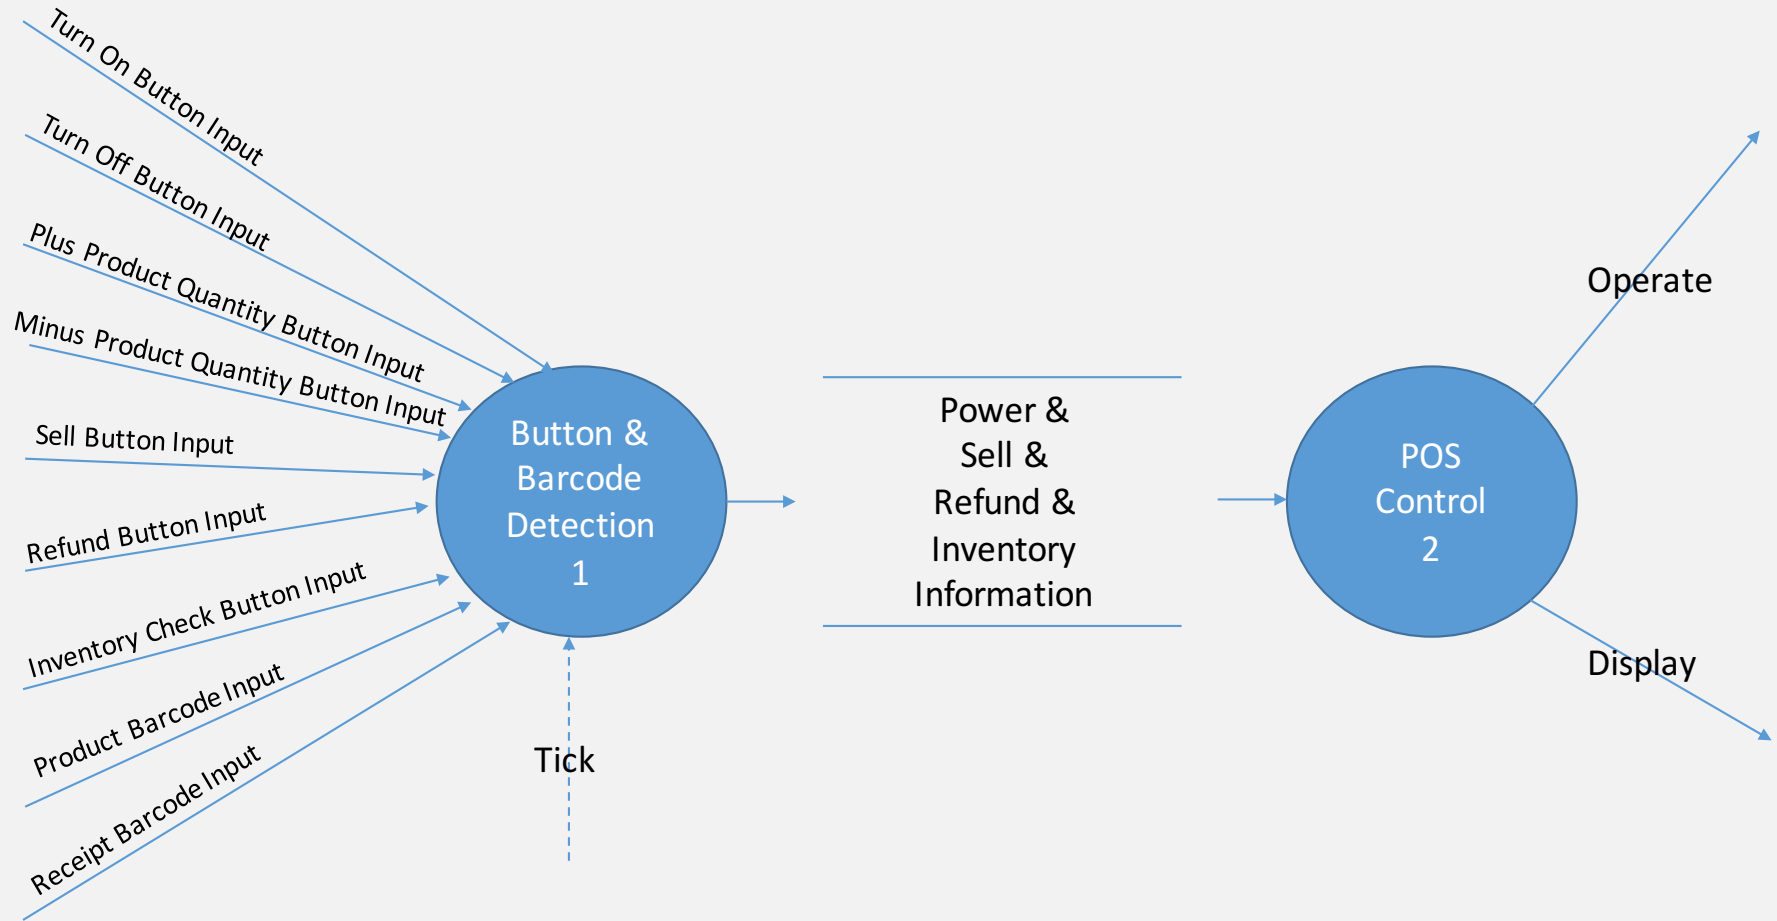 Turn On Button Input
Turn Off Button Input
Plus Product Quantity Button Input
Minus Product Quantity Button Input
Sell Button Input
Refund Button Input
Inventory Check Button Input
Product Barcode Input
Receipt Barcode Input
Tick
Button &
Barcode
Detection
1
Power &
Sell &
Refund &
Inventory
Information
POS
Control
2
Operate
Display